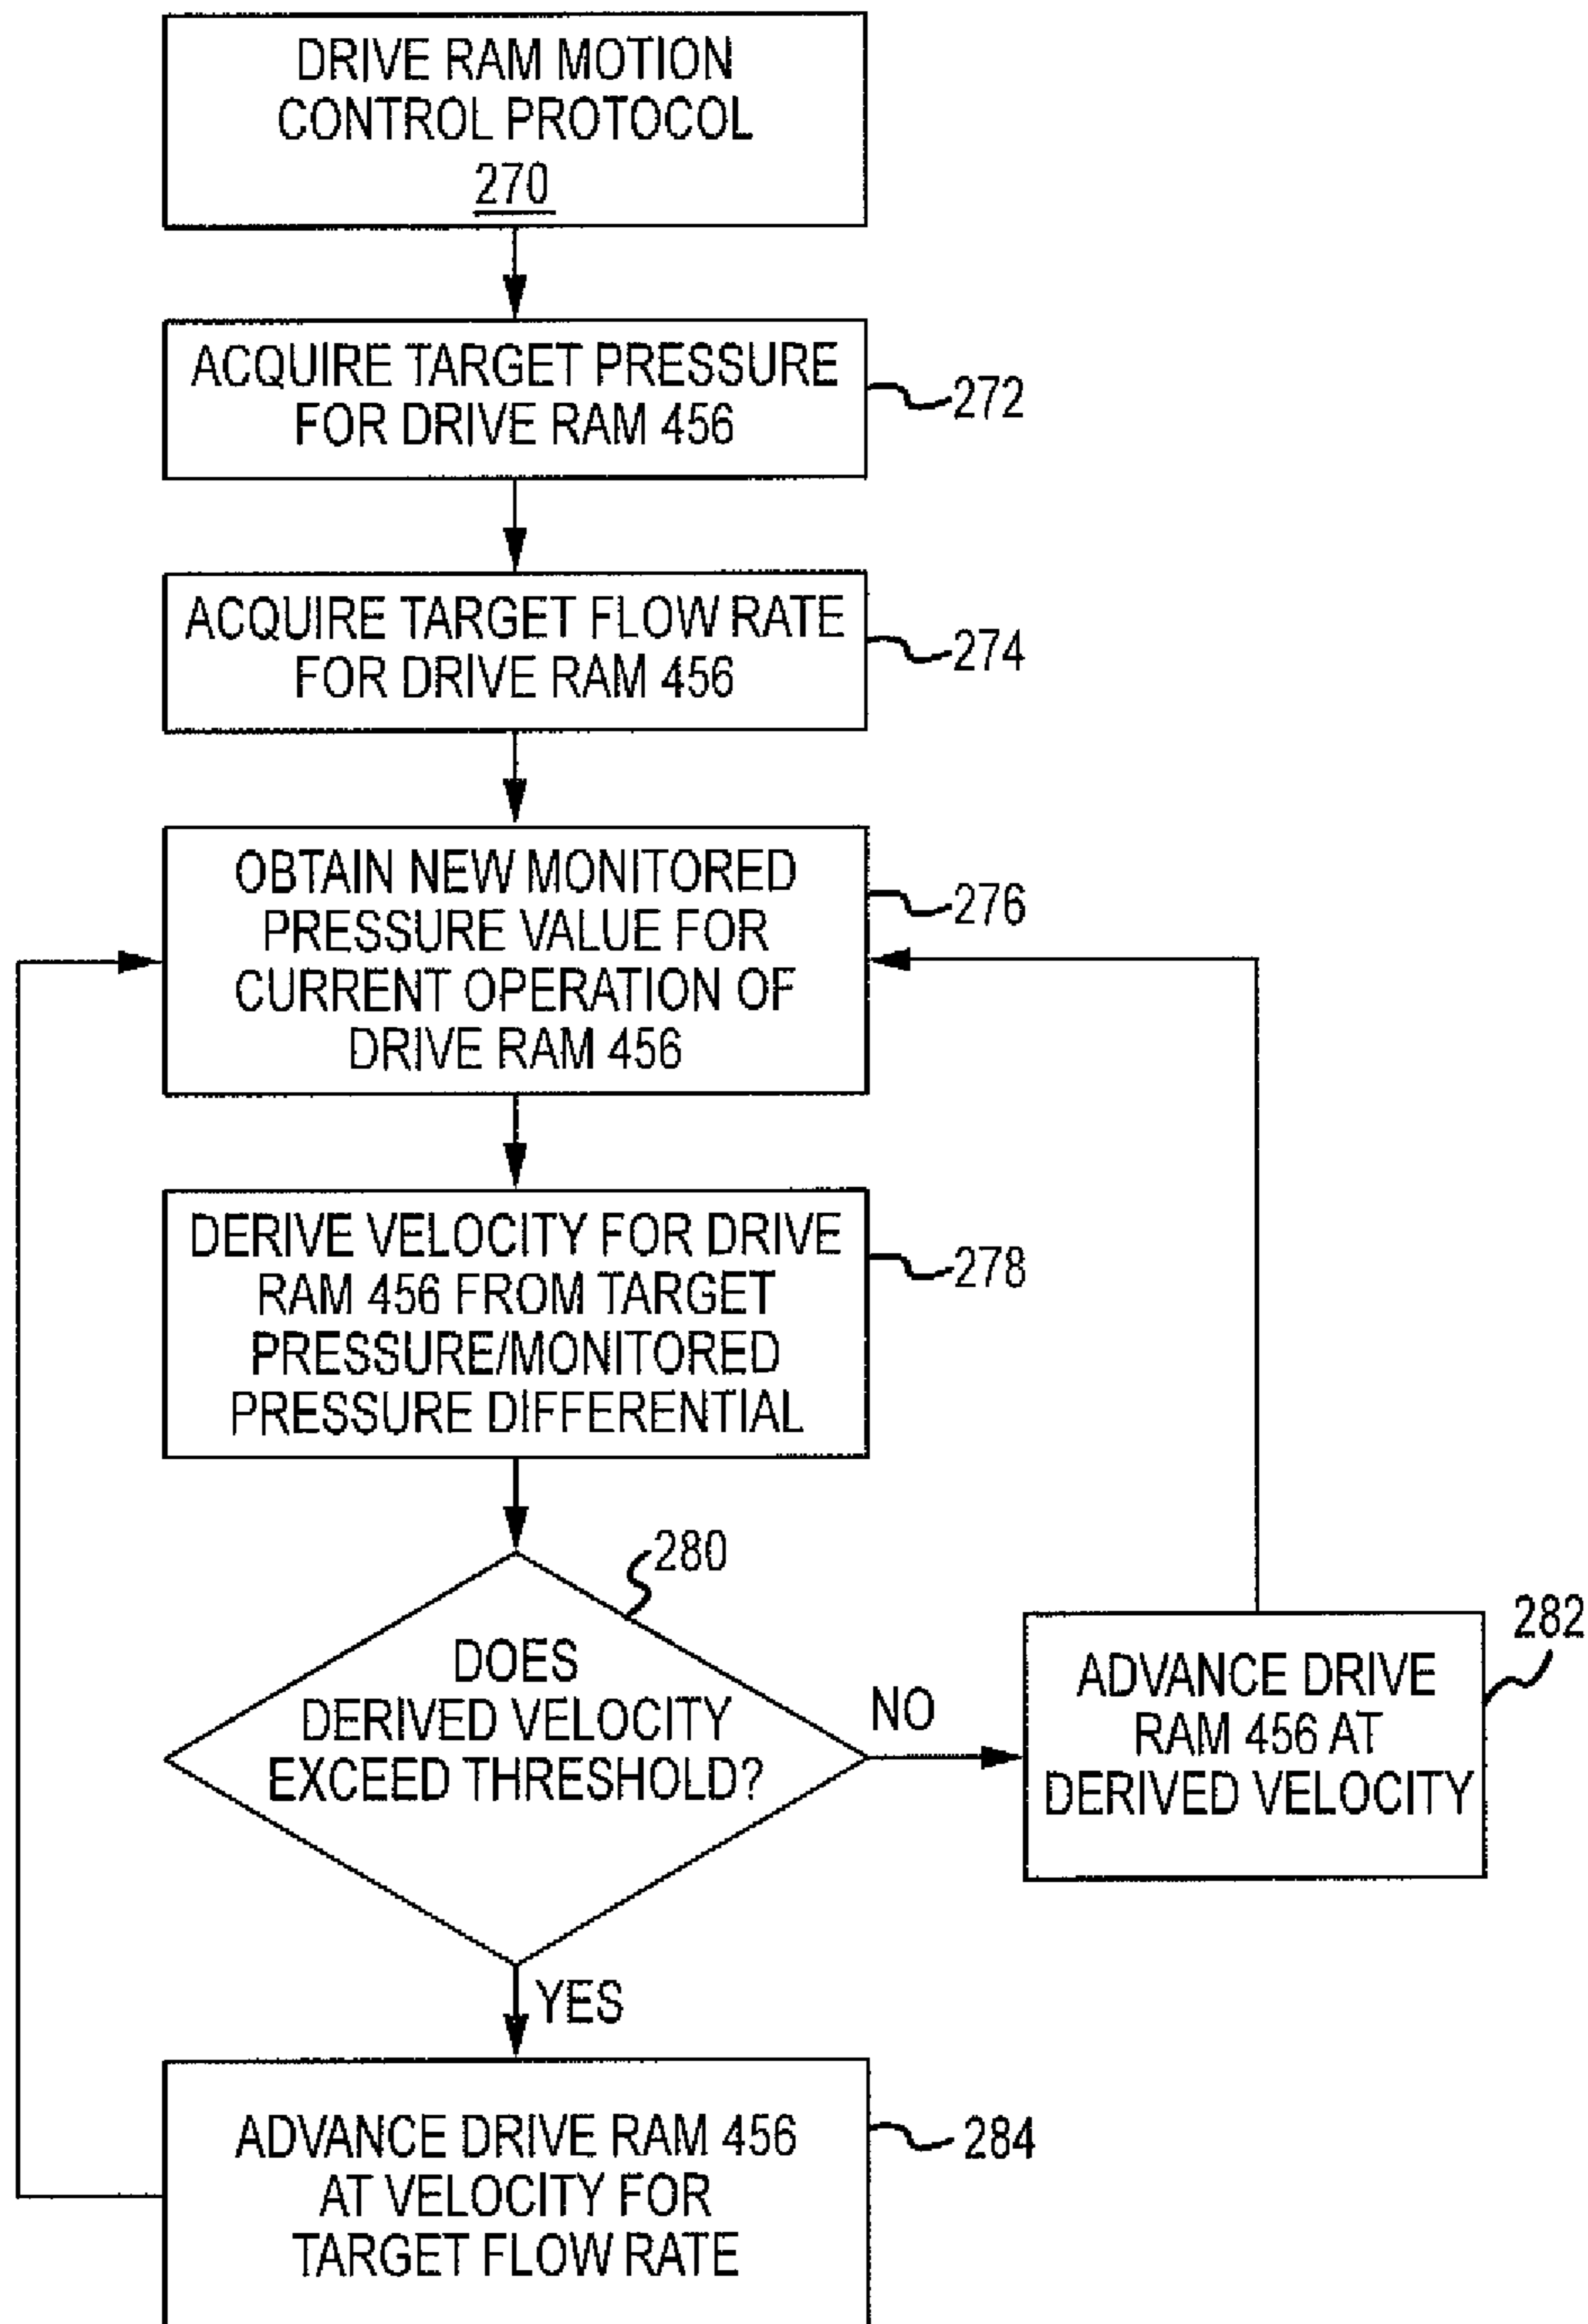 DRIVE RAM MOTION
CONTROL PROTOCOL
270
ACQUIRE TARGET PRESSURE
FOR DRIVE RAM 456
272
ACQUIRE TARGET FLOW RATE
FOR DRIVE RAM 456
274
OBTAIN NEW MONITORED
PRESSURE VALUE FOR
CURRENT OPERATION OF
DRIVE RAM 456
276
DERIVE VELOCITY FOR DRIVE
RAM 456 FROM TARGET
PRESSURE/MONITORED
PRESSURE DIFFERENTIAL
278
280
DOES
DERIVED VELOCITY
EXCEED THRESHOLD?
NO
282
ADVANCE DRIVE
RAM 456 AT
DERIVED VELOCITY
YES
ADVANCE DRIVE RAM 456
AT VELOCITY FOR
TARGET FLOW RATE
284